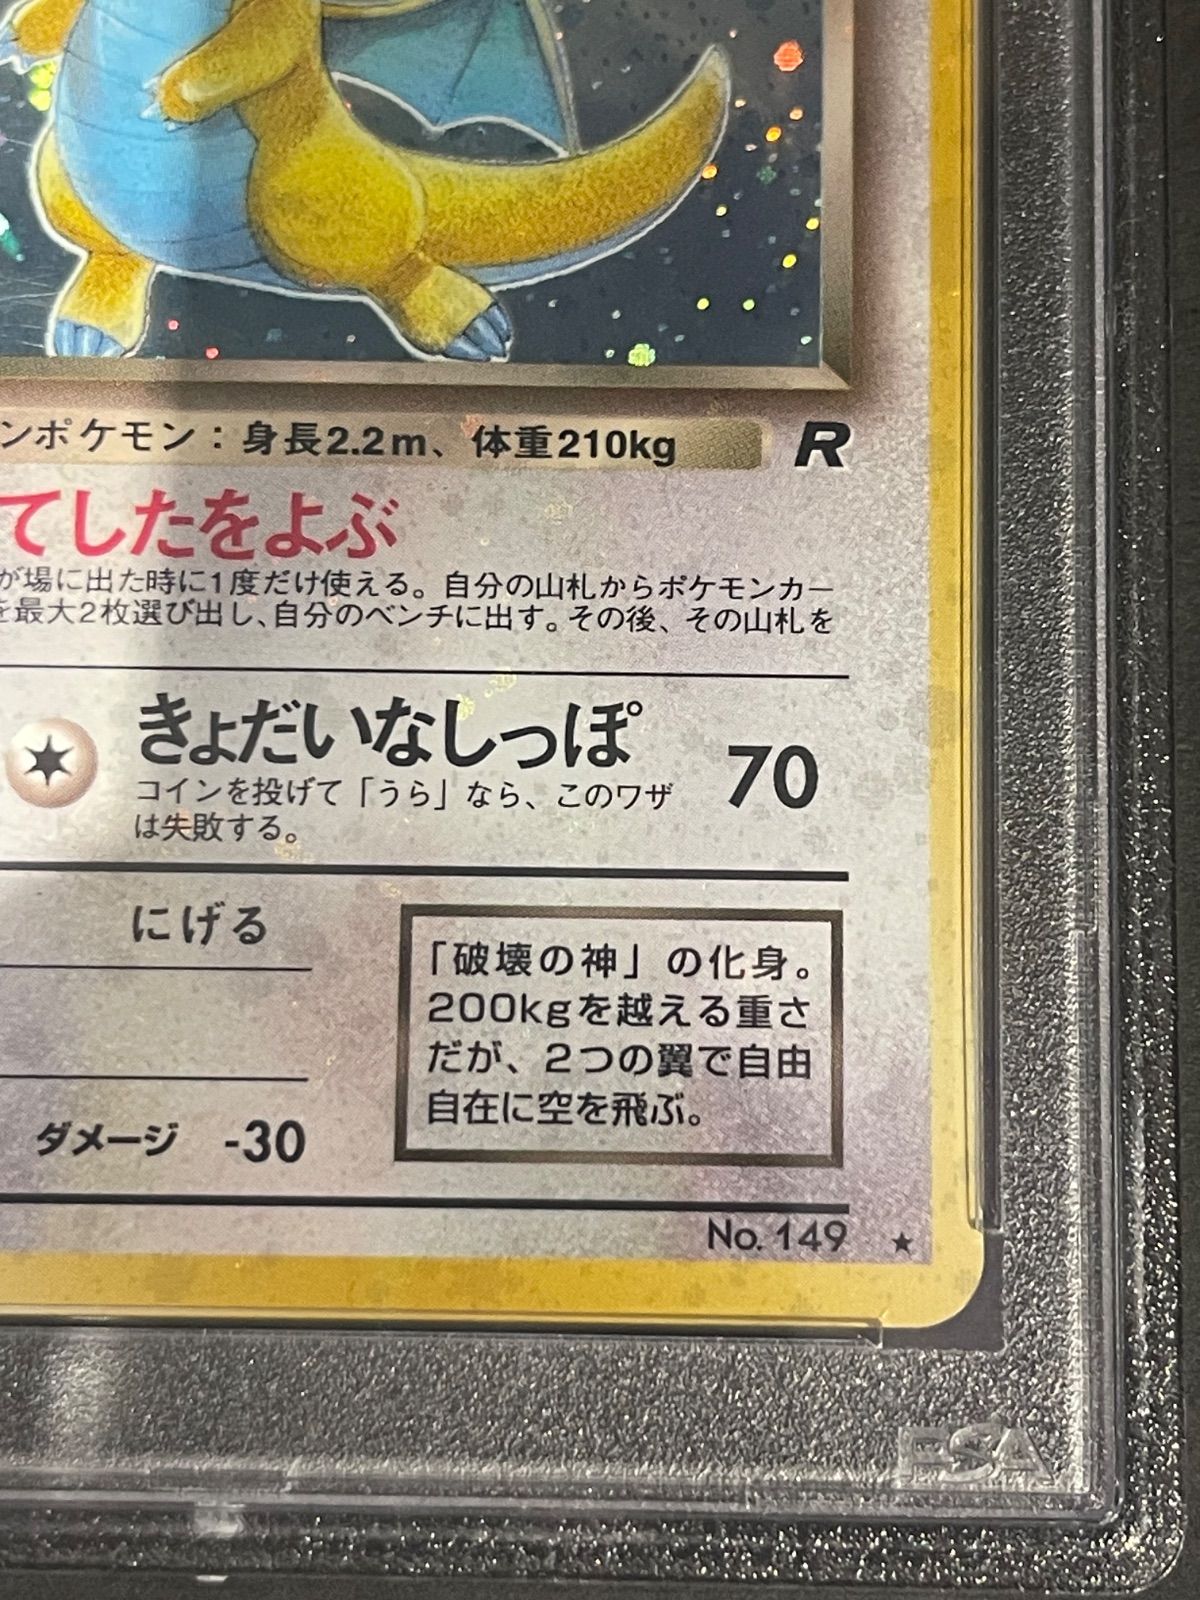 ンポケモン：身長2.2m、体重210kg
R
てしたをよぶ
が場に出た時に1度だけ使える。自分の山札からポケモンカー
を最大2枚選び出し、自分のベンチに出す。その後、その山札を
きょだいなしっぽ 70
コインを投げて「うら」なら、このワザ
は失敗する。
にげる
「破壊の神」の化身。
200kgを越える重さ
だが、2つの翼で自由
自在に空を飛ぶ。
ダメージ -30
No. 149 ★
PSA